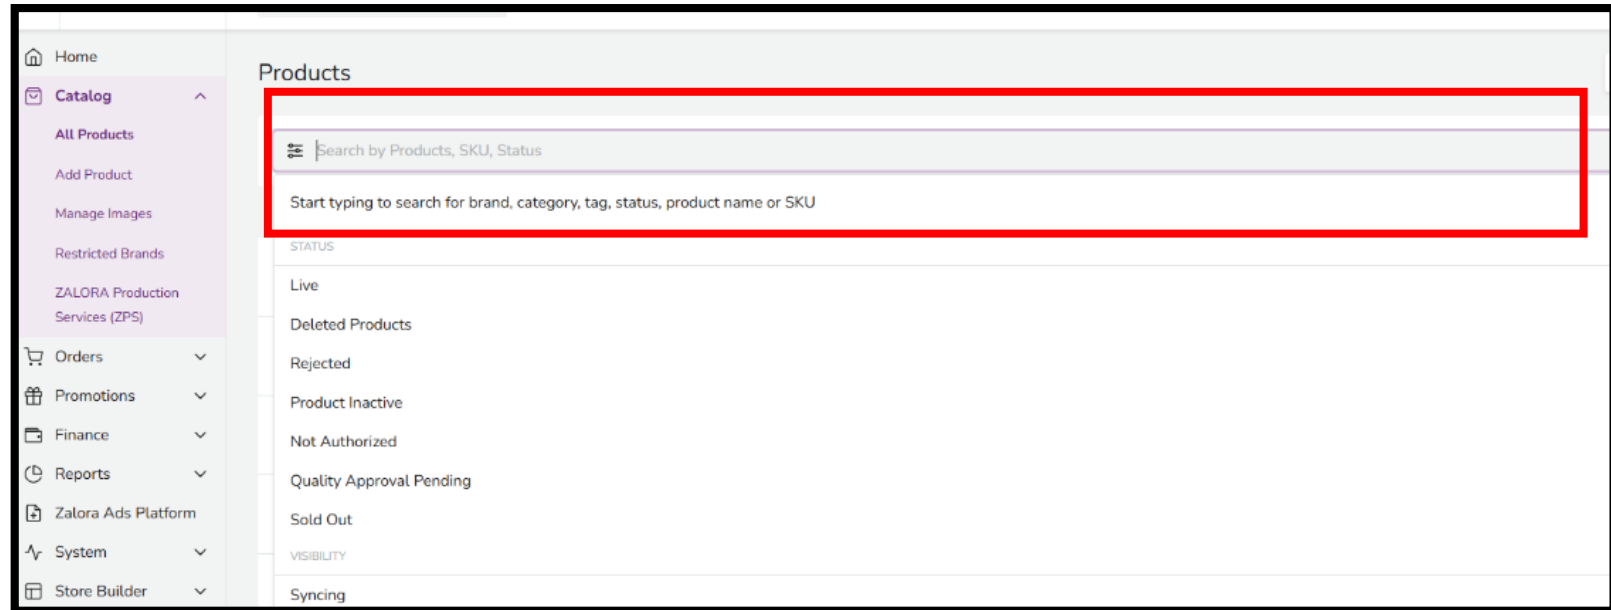 Home
Catalog
All Products
Add Product
Manage Images
Restricted Brands
ZALORA Production
Services (ZPS)
Orders
Promotions
Finance
Reports
Zalora Ads Platform
System
Store Builder
Products
Search by Products, SKU, Status
Start typing to search for brand, category, tag, status, product name or SKU
STATUS
Live
Deleted Products
Rejected
Product Inactive
Not Authorized
Quality Approval Pending
Sold Out
VISIBILITY
Syncing